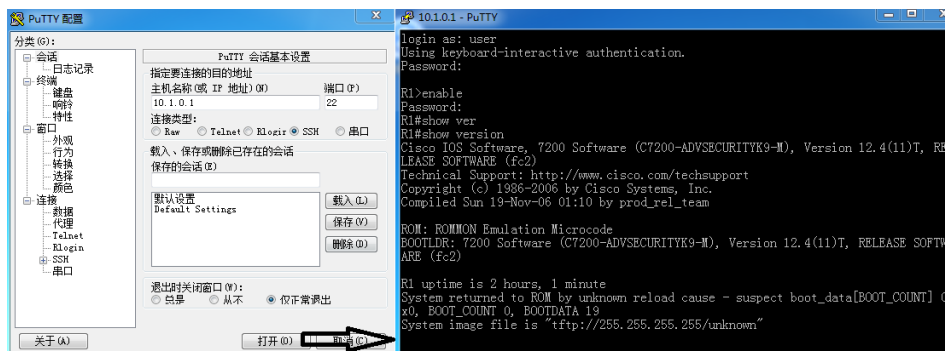 PuTTY 配置
分类(G):
会话
日志记录
终端
键盘
响铃
特性
窗口
外观
行为
转换
选择
颜色
连接
数据
代理
Telnet
Rlogin
SSH
串口
PuTTY 会话基本设置
指定要连接的目的地址
主机名称(或 IP 地址)(N) 端口(P)
10.1.0.1 22
连接类型:
Raw Telnet Rlogin SSH 串口
载入、保存或删除已存在的会话
保存的会话(E)
默认设置
Default Settings
载入(L)
保存(V)
删除(D)
退出时关闭窗口(W):
总是 从不 仅正常退出
关于(A) 打开(O) 取消(C)
10.1.0.1 - PuTTY
login as: user
Using keyboard-interactive authentication.
Password:
R1>enable
Password:
R1#show ver
R1#show version
Cisco IOS Software, 7200 Software (C7200-ADVSECURITYK9-M), Version 12.4(11)T, RE
LEASE SOFTWARE (fc2)
Technical Support: http://www.cisco.com/techsupport
Copyright (c) 1986-2006 by Cisco Systems, Inc.
Compiled Sun 19-Nov-06 01:10 by prod_rel_team
ROM: ROMMON Emulation Microcode
BOOTLDR: 7200 Software (C7200-ADVSECURITYK9-M), Version 12.4(11)T, RELEASE SOFTW
ARE (fc2)
R1 uptime is 2 hours, 1 minute
System returned to ROM by unknown reload cause - suspect boot_data[BOOT_COUNT] 0
x0, BOOT_COUNT 0, BOOTDATA 19
System image file is "tftp://255.255.255.255/unknown"